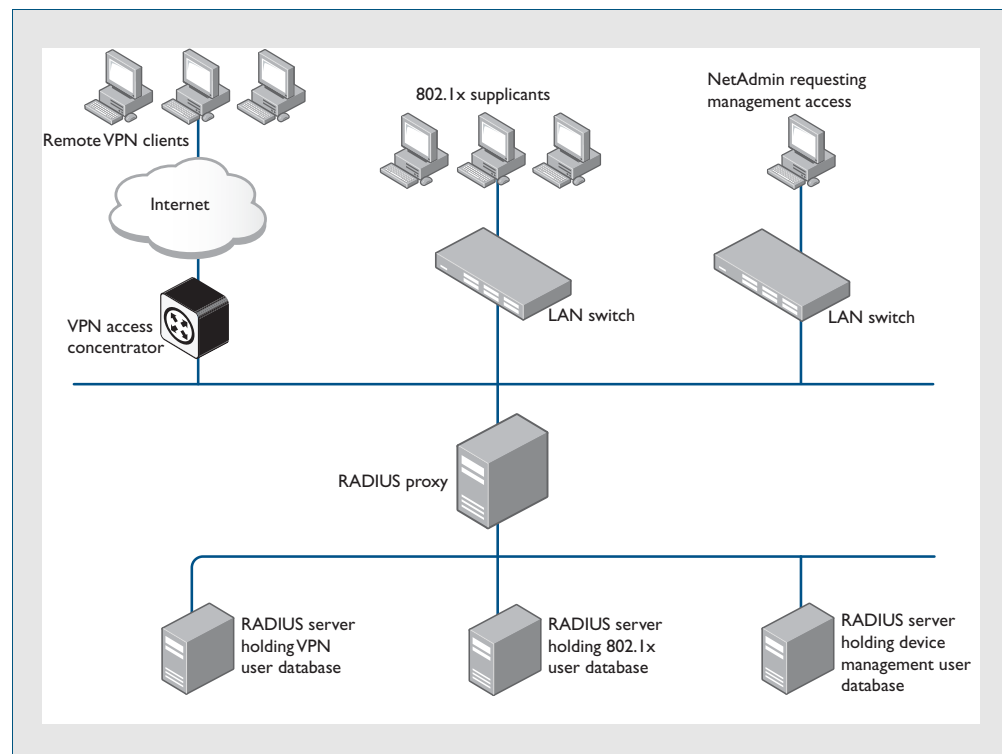 Remote VPN clients
802.1x supplicants
NetAdmin requesting
management access
Internet
VPN access
concentrator
LAN switch
LAN switch
RADIUS proxy
RADIUS server
holding VPN
user database
RADIUS server
holding 802.1x
user database
RADIUS server
holding device
management user
database